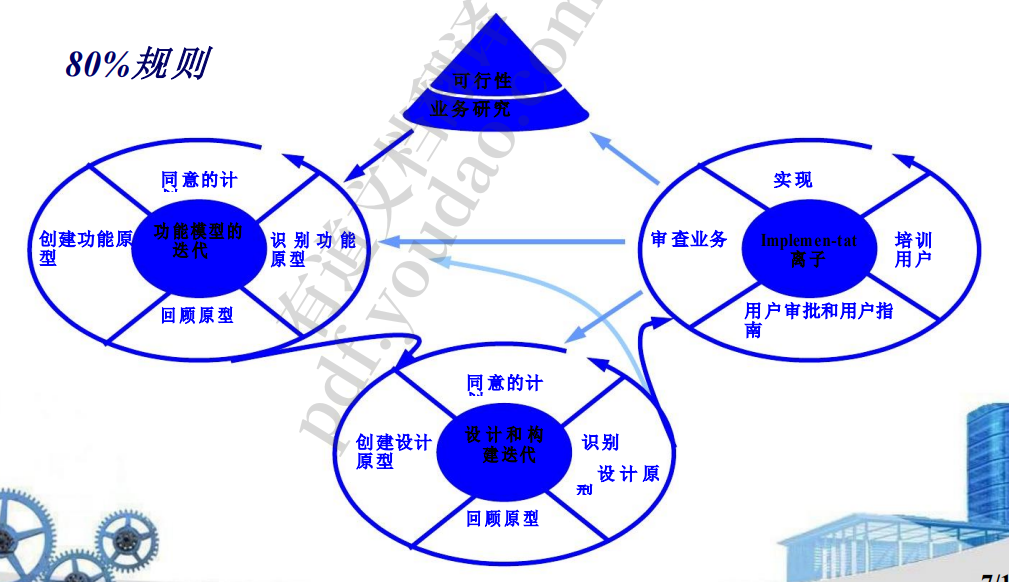 80%规则
可行性
业务研究
同意的计
创建功能原
型
功能模型的
迭代
识别功能
原型
回顾原型
实现
审查业务
Implemen-tat
离子
培训
用户
用户审批和用户指
南
同意的计
创建设计
原型
设计和构
建迭代
识别
设计原
回顾原型
有道文档翻译
pdf.youdao.com
7/1